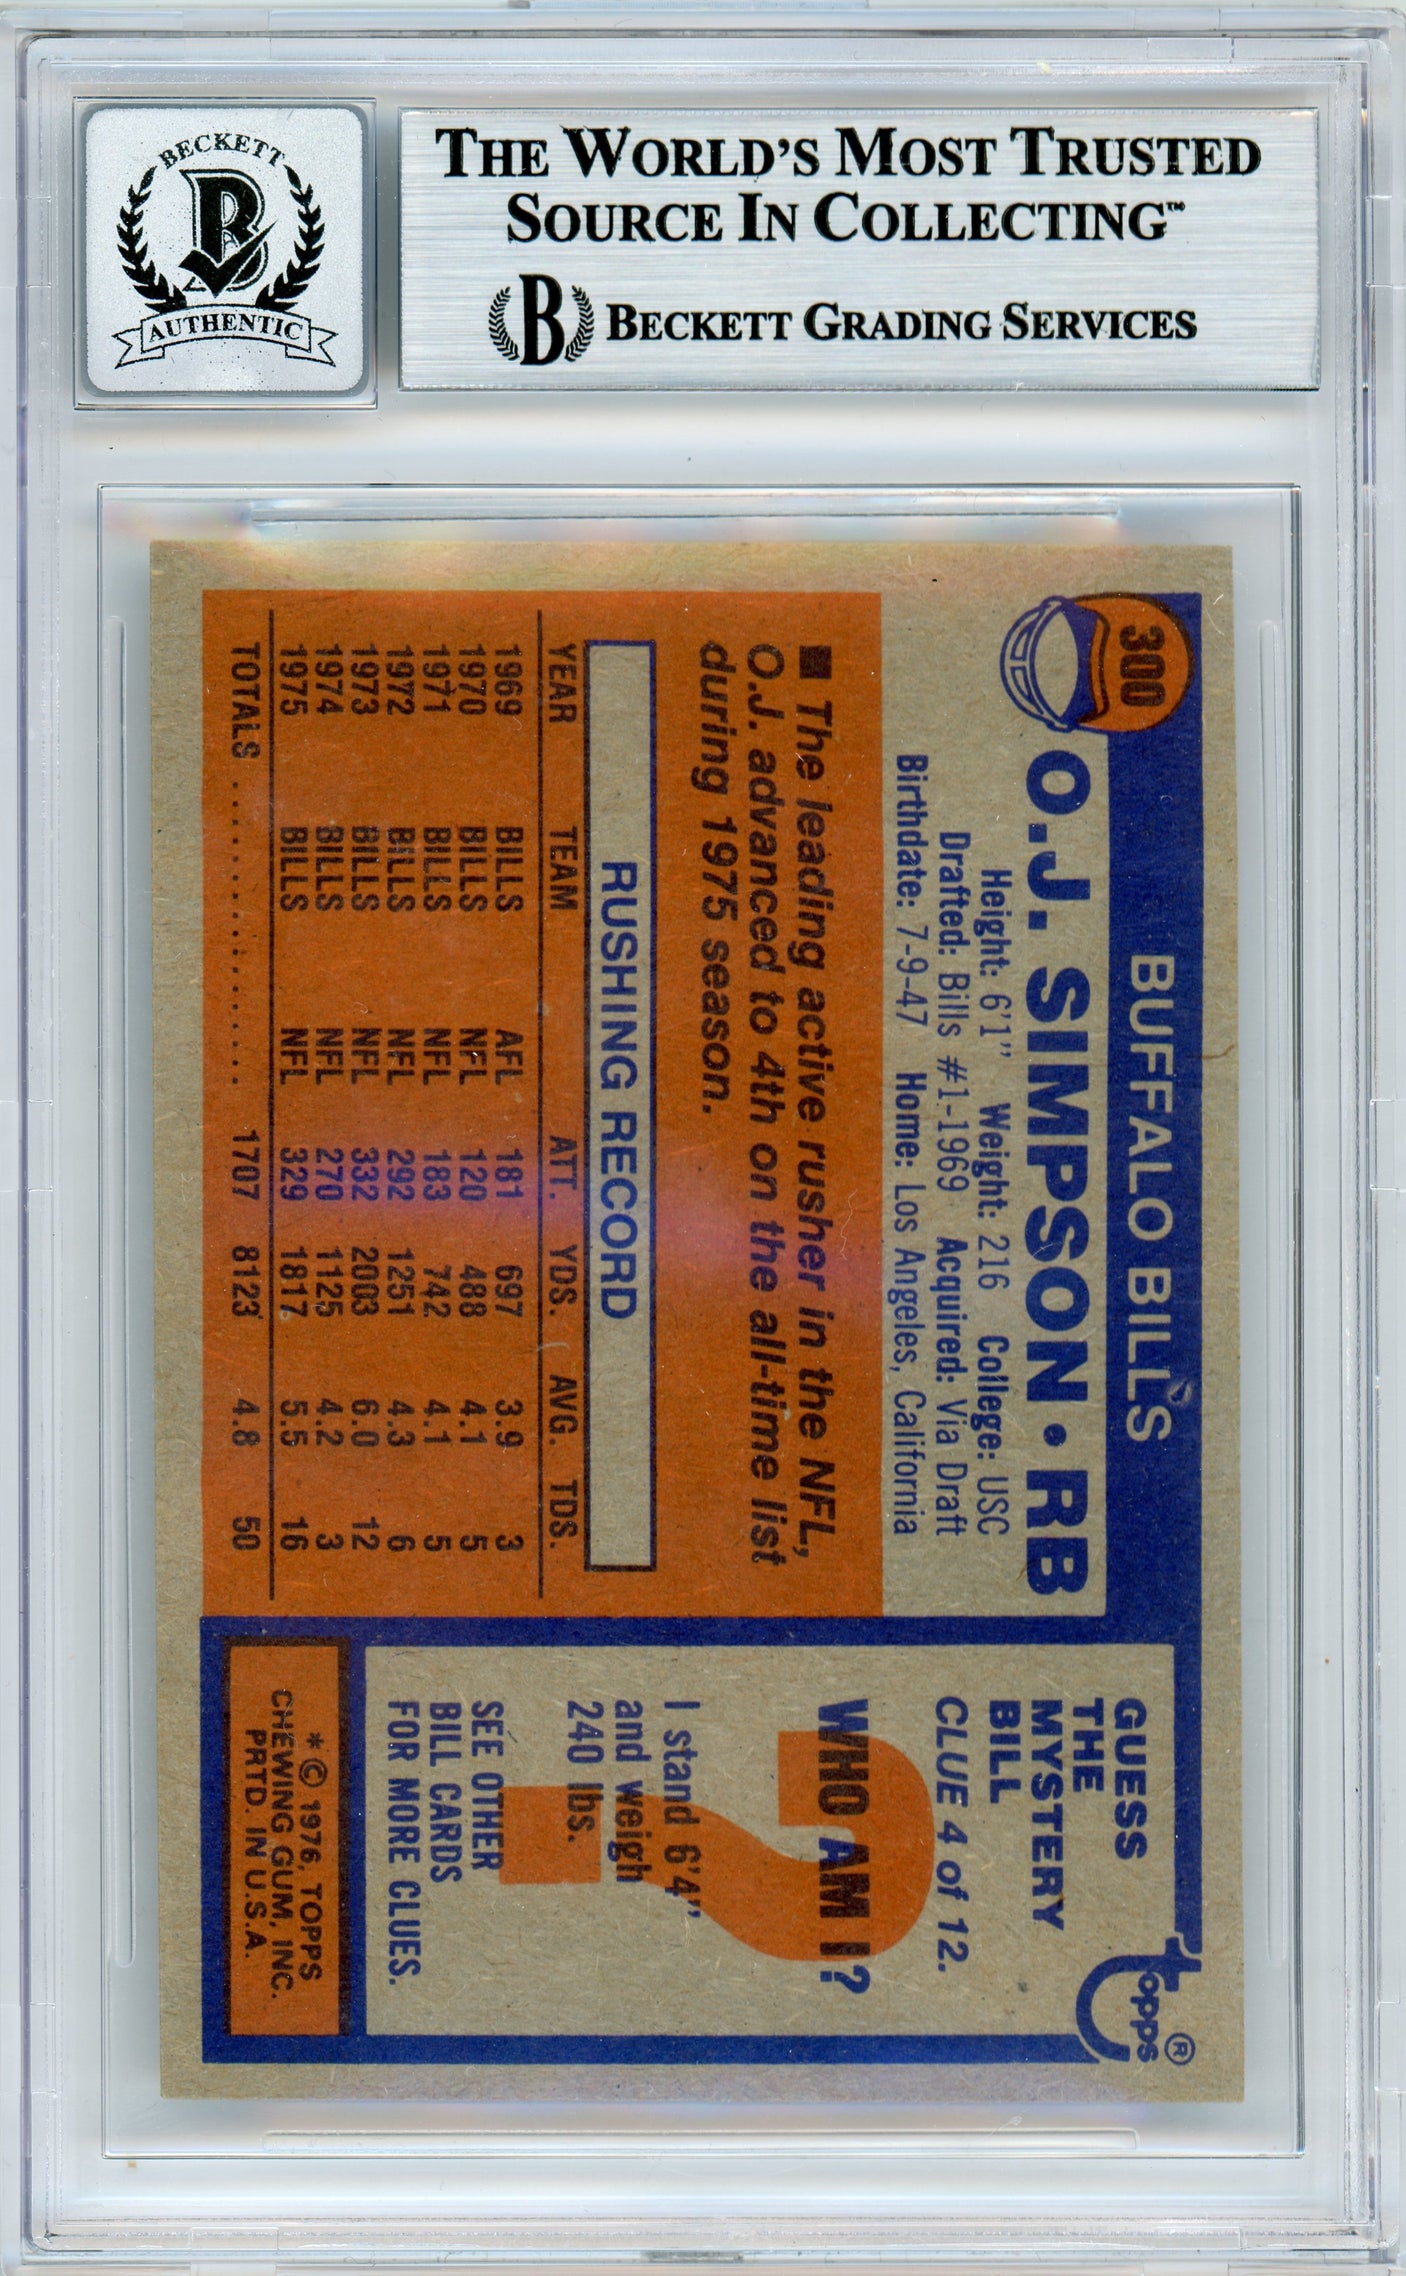 BECKETT
B
AUTHENTIC
THE WORLD'S MOST TRUSTED
SOURCE IN COLLECTING™
B BECKETT GRADING SERVICES
300
BUFFALO BILLS
O.J. SIMPSON • RB
Height: 6'1" Weight: 216 College: USC
Drafted: Bills #1-1969 Acquired: Via Draft
Birthdate: 7-9-47 Home: Los Angeles, California
■ The leading active rusher in the NFL,
O.J. advanced to 4th on the all-time list
during 1975 season.
RUSHING RECORD
YEAR TEAM ATT. YDS. AVG. TDS.
1969 BILLS AFL 181 697 3.9 3
1970 BILLS NFL 120 488 4.1 5
1971 BILLS NFL 183 742 4.1 5
1972 BILLS NFL 292 1251 4.3 6
1973 BILLS NFL 332 2003 6.0 12
1974 BILLS NFL 270 1125 4.2 3
1975 BILLS NFL 329 1817 5.5 16
TOTALS . . . . . . . . . . . . . . . . 1707 8123 4.8 50
topps®
GUESS
THE
MYSTERY
BILL
CLUE 4 of 12.
WHO AM I?
?
I stand 6'4"
and weigh
240 lbs.
SEE OTHER
BILL CARDS
FOR MORE CLUES.
*© 1976, TOPPS
CHEWING GUM, INC.
PRTD. IN U.S.A.